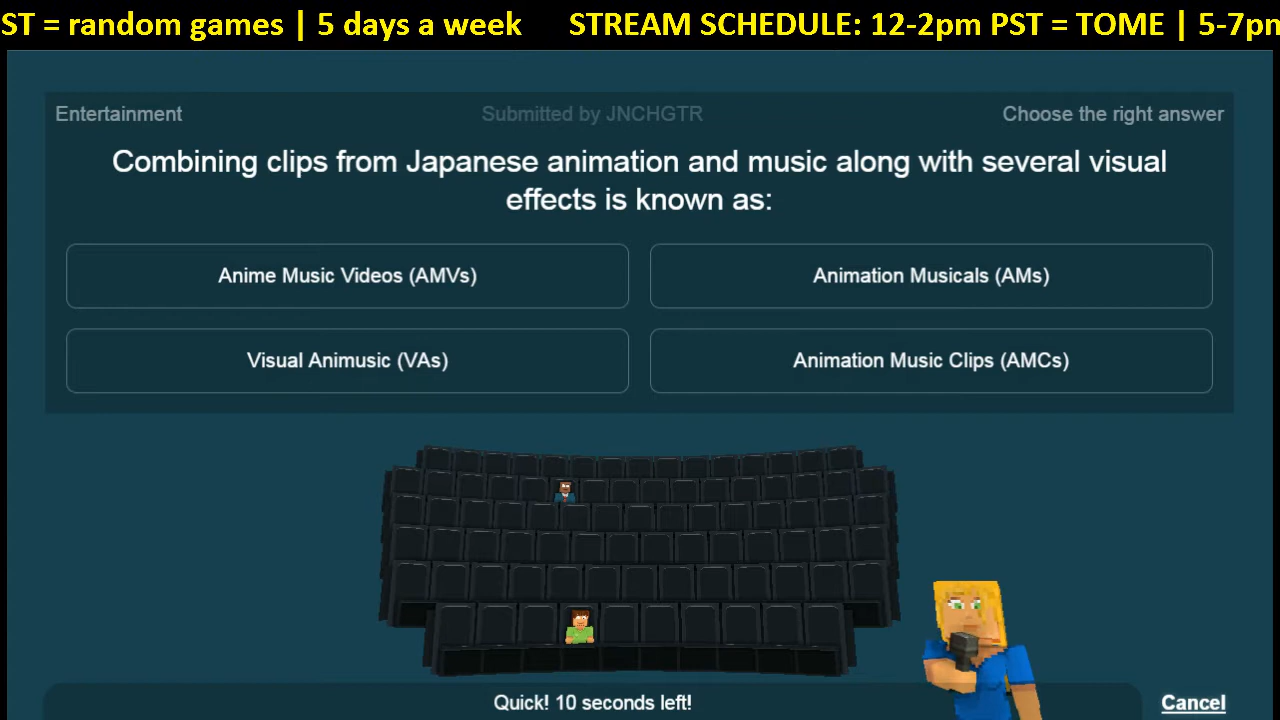 ST = random games | 5 days a week STREAM SCHEDULE: 12-2pm PST = TOME | 5-7pm
Entertainment Submitted by JNCHGTR Choose the right answer
Combining clips from Japanese animation and music along with several visual
effects is known as:
Anime Music Videos (AMVs) Animation Musicals (AMs)
Visual Animusic (VAs) Animation Music Clips (AMCs)
Quick! 10 seconds left! Cancel